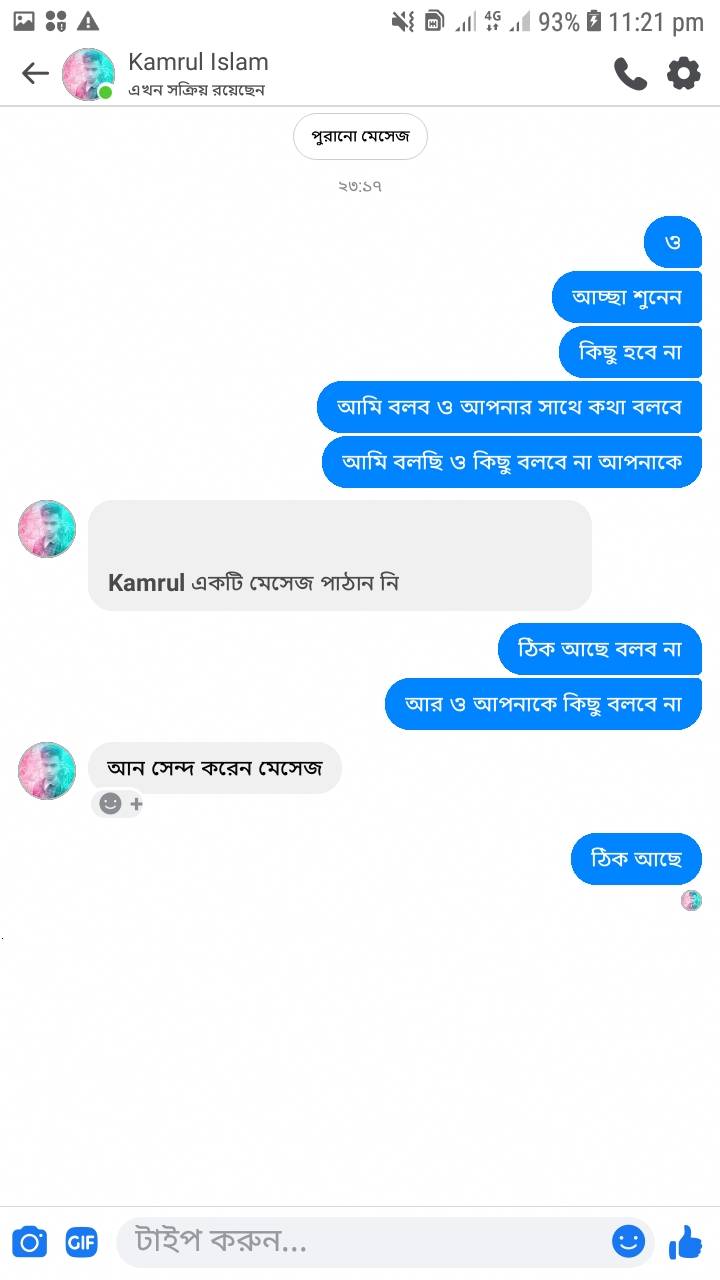 4G 93% 11:21 pm
Kamrul Islam
এখন সক্রিয় রয়েছেন
পুরানো মেসেজ
২৩:১৭
ও
আচ্ছা শুনেন
কিছু হবে না
আমি বলব ও আপনার সাথে কথা বলবে
আমি বলছি ও কিছু বলবে না আপনাকে
Kamrul একটি মেসেজ পাঠান নি
ঠিক আছে বলব না
আর ও আপনাকে কিছু বলবে না
আন সেন্দ করেন মেসেজ
ঠিক আছে
GIF টাইপ করুন...